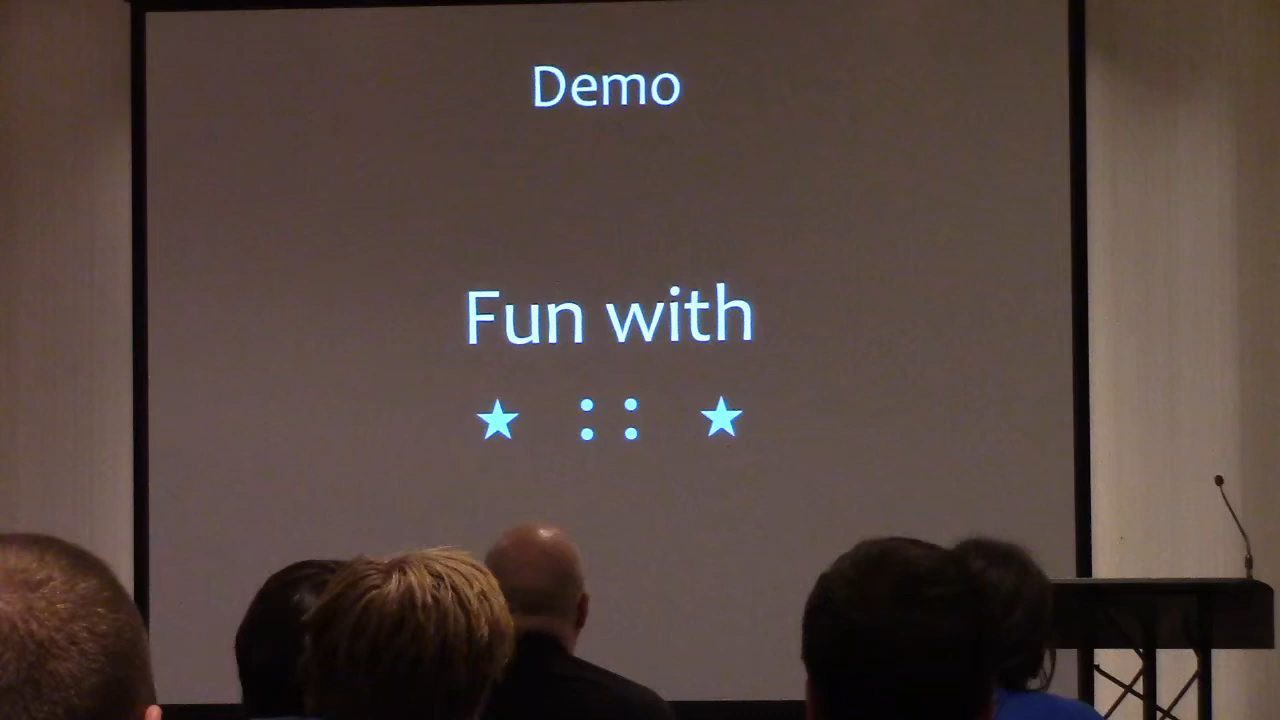 Demo
Fun with
★ :: ★